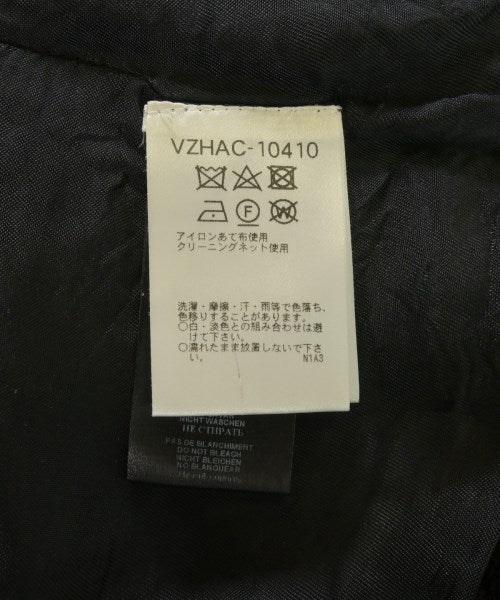 VZHAC-10410
F
W
アイロンあて布使用
クリーニングネット使用
洗濯・摩擦・汗・雨等で色落ち、
色移りすることがあります。
○白・淡色との組み合わせは避
けて下さい。
○濡れたまま放置しないで下さ
い。 N1A3
NICHT WASCHEN
НЕ СТИРАТЬ
PAS DE BLANCHIMENT
DO NOT BLEACH
NICHT BLEICHEN
NO BLANQUEAR